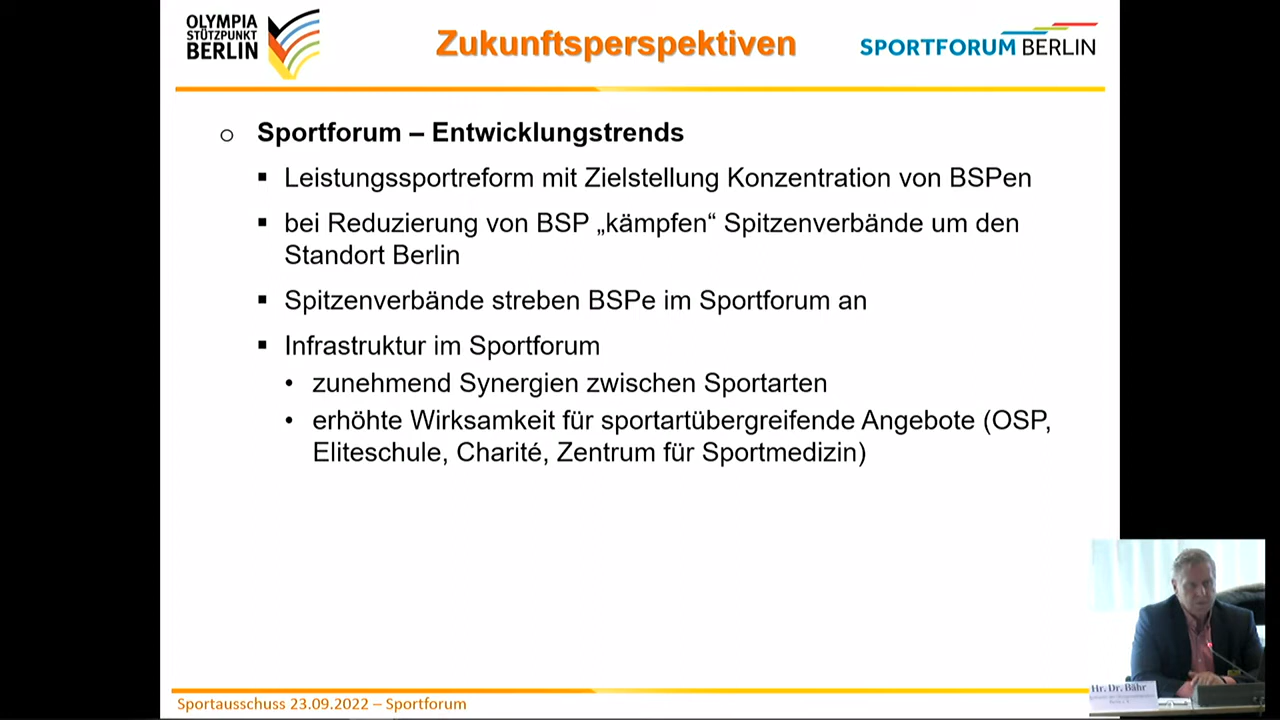 OLYMPIA
STÜTZPUNKT
BERLIN
Zukunftsperspektiven
SPORTFORUM BERLIN
Sportforum – Entwicklungstrends
Leistungssportreform mit Zielstellung Konzentration von BSPen
bei Reduzierung von BSP „kämpfen“ Spitzenverbände um den
Standort Berlin
Spitzenverbände streben BSPe im Sportforum an
Infrastruktur im Sportforum
zunehmend Synergien zwischen Sportarten
erhöhte Wirksamkeit für sportartübergreifende Angebote (OSP,
Eliteschule, Charité, Zentrum für Sportmedizin)
Hr. Dr. Bähr
Sportausschuss 23.09.2022 – Sportforum